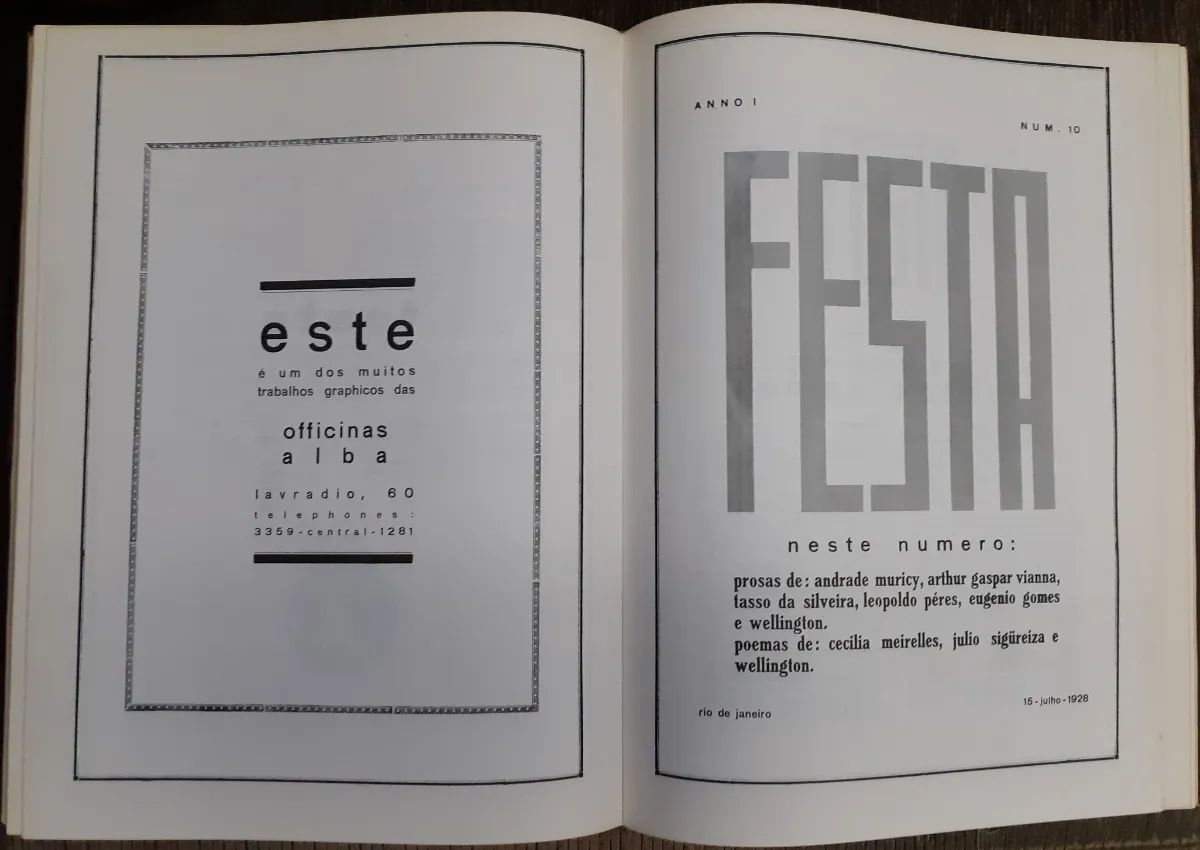 este
é um dos muitos
trabalhos graphicos das
officinas
alba
lavradio, 60
telephones:
3359-central-1281
ANNO I
NUM. 10
FESTA
neste numero:
prosas de: andrade muricy, arthur gaspar vianna,
tasso da silveira, leopoldo péres, eugenio gomes
e wellington.
poemas de: cecilia meirelles, julio sigüreiza e
wellington.
rio de janeiro
15-julho-1928